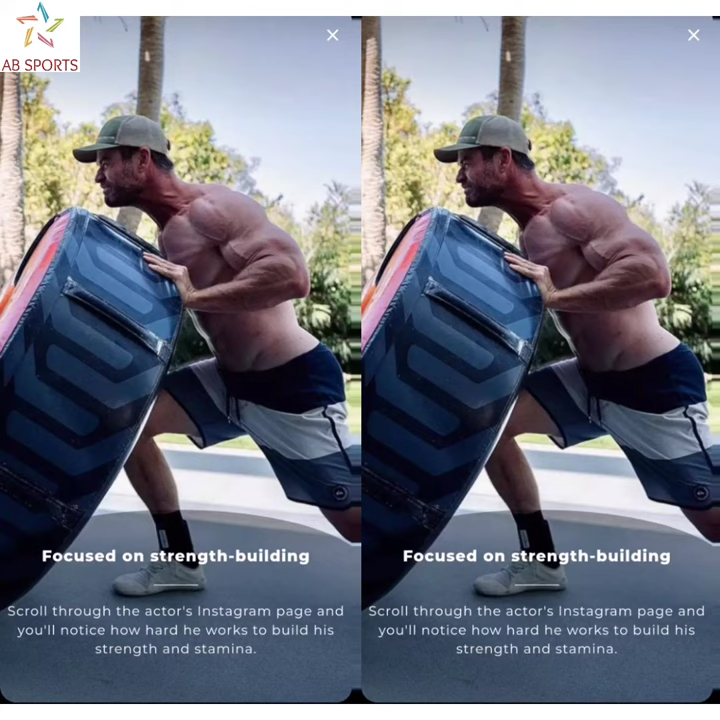 AB SPORTS
Focused on strength-building
Scroll through the actor's Instagram page and
you'll notice how hard he works to build his
strength and stamina.
Focused on strength-building
Scroll through the actor's Instagram page and
you'll notice how hard he works to build his
strength and stamina.